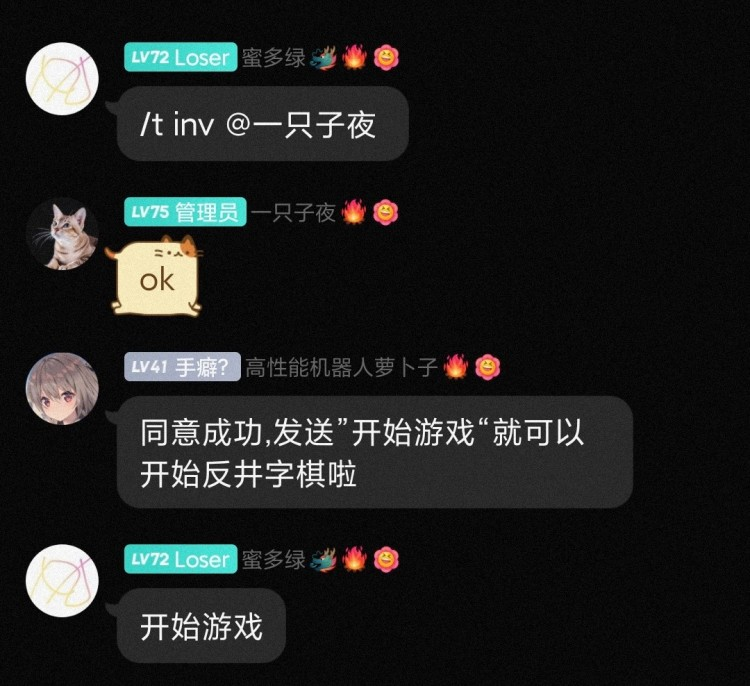 LV72 Loser 蜜多绿
/t inv @一只子夜
LV75 管理员 一只子夜
ok
LV41 手癖? 高性能机器人萝卜子
同意成功,发送”开始游戏“就可以
开始反井字棋啦
LV72 Loser 蜜多绿
开始游戏